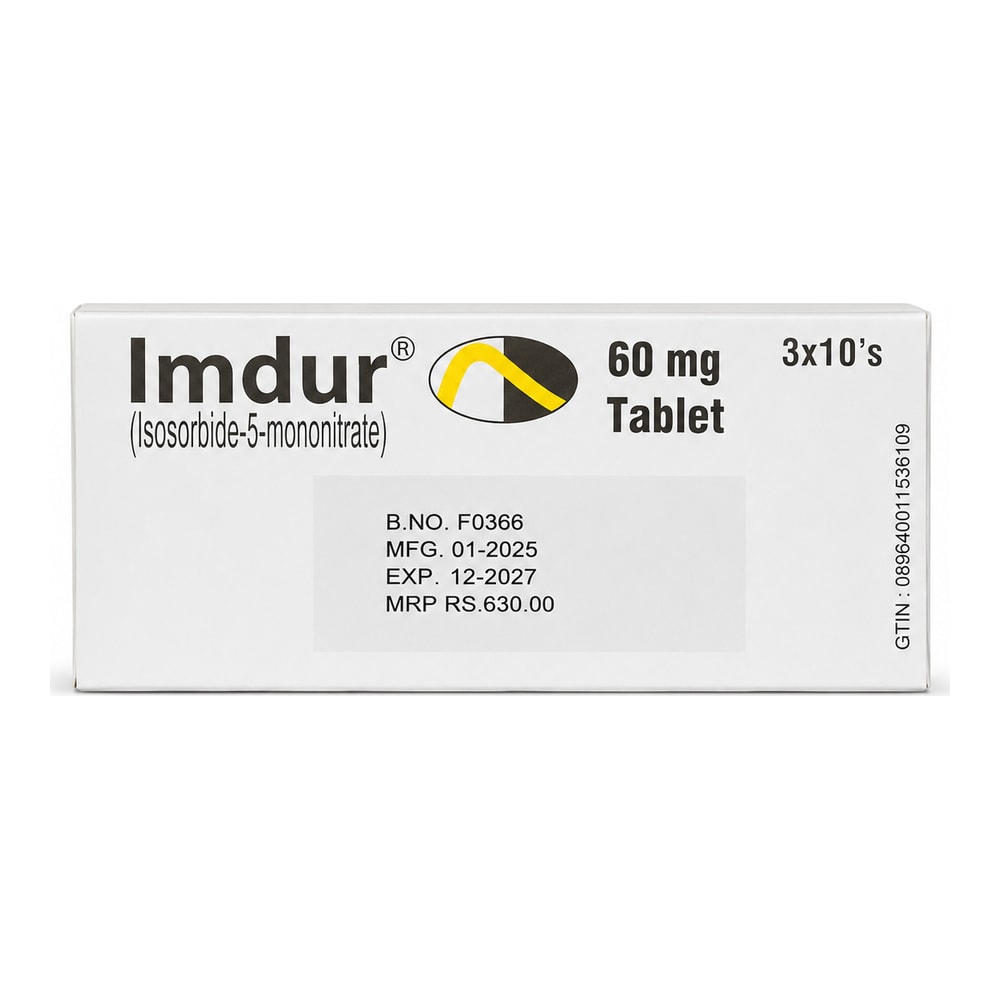 Imdur®
(Isosorbide-5-mononitrate)
60 mg
Tablet
3x10's
B.NO. F0366
MFG. 01-2025
EXP. 12-2027
MRP RS.630.00
GTIN : 08964001153610​9